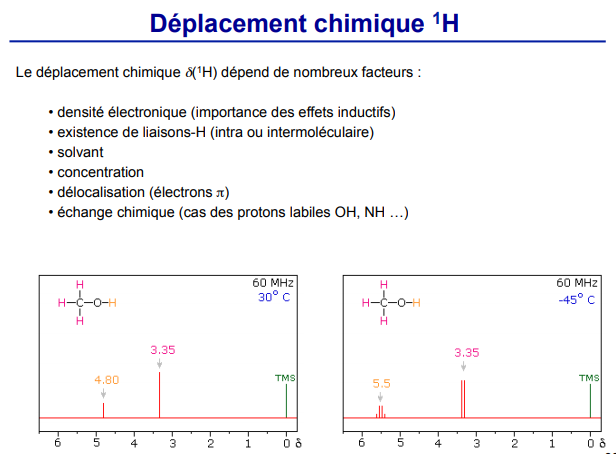 Déplacement chimique ¹H
Le déplacement chimique δ(¹H) dépend de nombreux facteurs :
• densité électronique (importance des effets inductifs)
• existence de liaisons-H (intra ou intermoléculaire)
• solvant
• concentration
• délocalisation (électrons π)
• échange chimique (cas des protons labiles OH, NH …)
60 MHz
30° C
H
H–C–O–H
H
3.35
4.80
TMS
6 5 4 3 2 1 0 δ
60 MHz
-45° C
H
H–C–O–H
H
3.35
5.5
TMS
6 5 4 3 2 1 0 δ